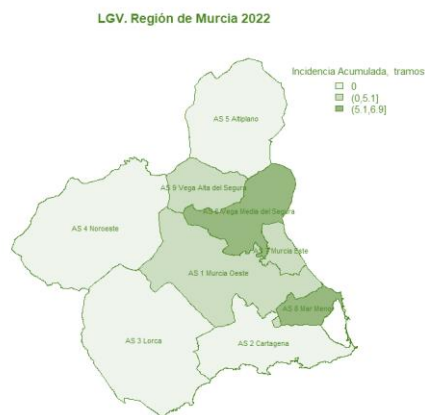 LGV. Región de Murcia 2022
Incidencia Acumulada, tramos
0
(0,5.1]
(5.1,6.9]
AS 5 Altiplano
AS 9 Vega Alta del Segura
AS 6 Vega Media del Segura
AS 4 Noroeste
AS 7 Murcia Este
AS 1 Murcia Oeste
AS 8 Mar Menor
AS 3 Lorca
AS 2 Cartagena